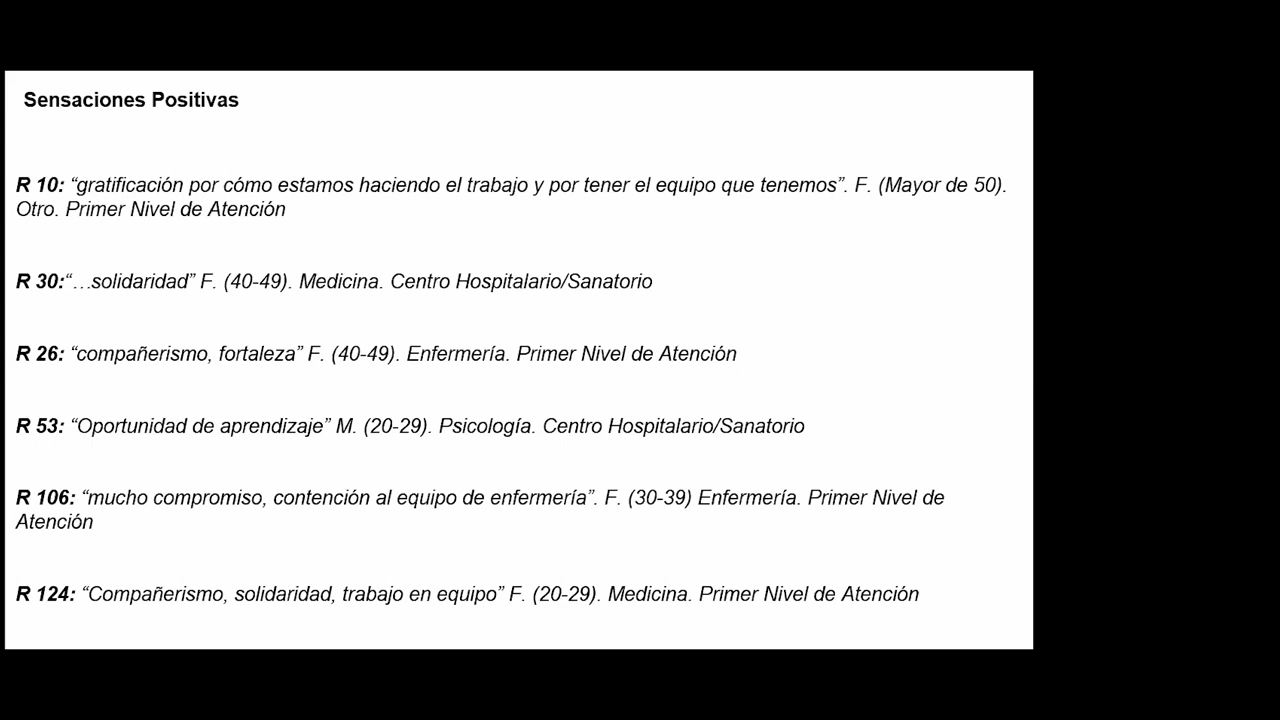 Sensaciones Positivas
R 10: “gratificación por cómo estamos haciendo el trabajo y por tener el equipo que tenemos”. F. (Mayor de 50).
Otro. Primer Nivel de Atención
R 30:“…solidaridad” F. (40-49). Medicina. Centro Hospitalario/Sanatorio
R 26: “compañerismo, fortaleza” F. (40-49). Enfermería. Primer Nivel de Atención
R 53: “Oportunidad de aprendizaje” M. (20-29). Psicología. Centro Hospitalario/Sanatorio
R 106: “mucho compromiso, contención al equipo de enfermería”. F. (30-39) Enfermería. Primer Nivel de
Atención
R 124: “Compañerismo, solidaridad, trabajo en equipo” F. (20-29). Medicina. Primer Nivel de Atención